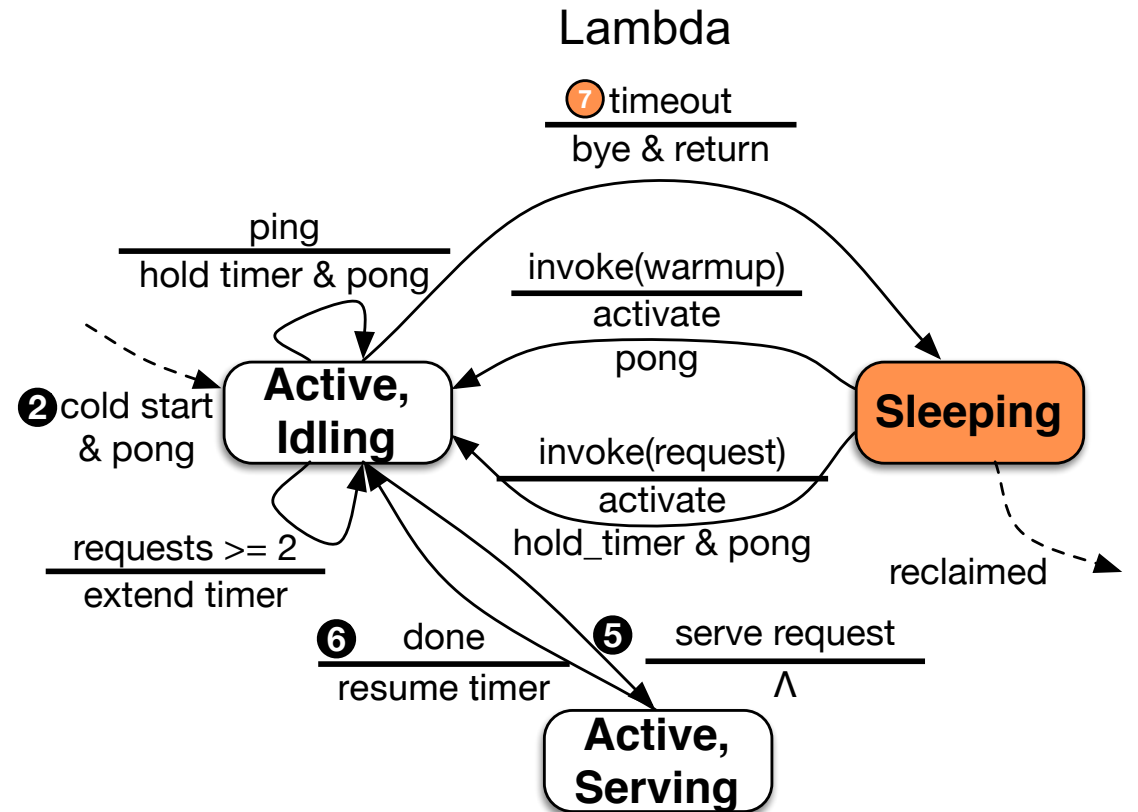 Lambda
7 timeout
bye & return
ping
hold timer & pong
invoke(warmup)
activate
pong
Active,
Idling
2 cold start
& pong
Sleeping
invoke(request)
activate
hold_timer & pong
requests >= 2
extend timer
reclaimed
6 done
resume timer
5 serve request
Λ
Active,
Serving